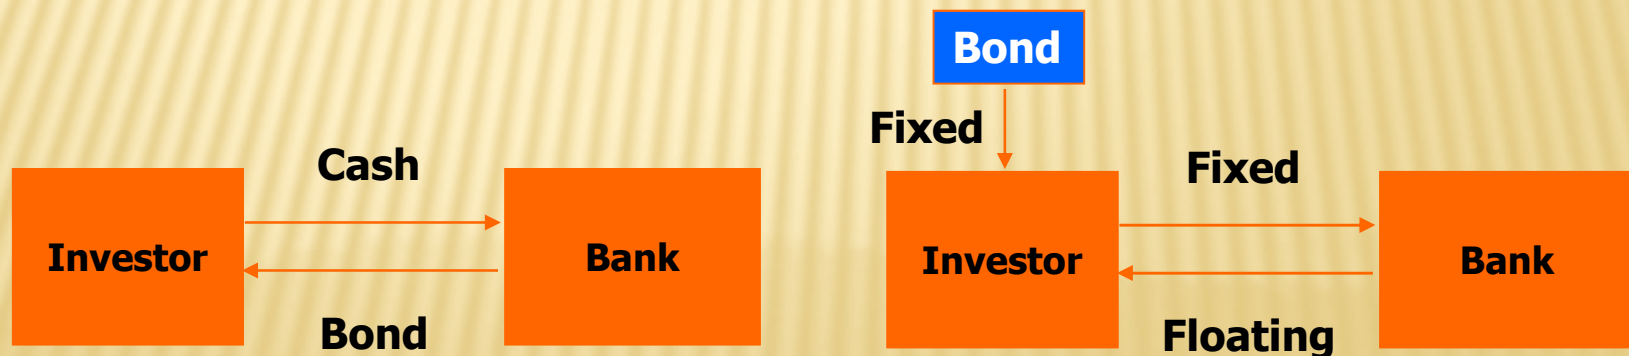 Bond
Fixed
Cash
Fixed
Investor
Bank
Investor
Bank
Bond
Floating